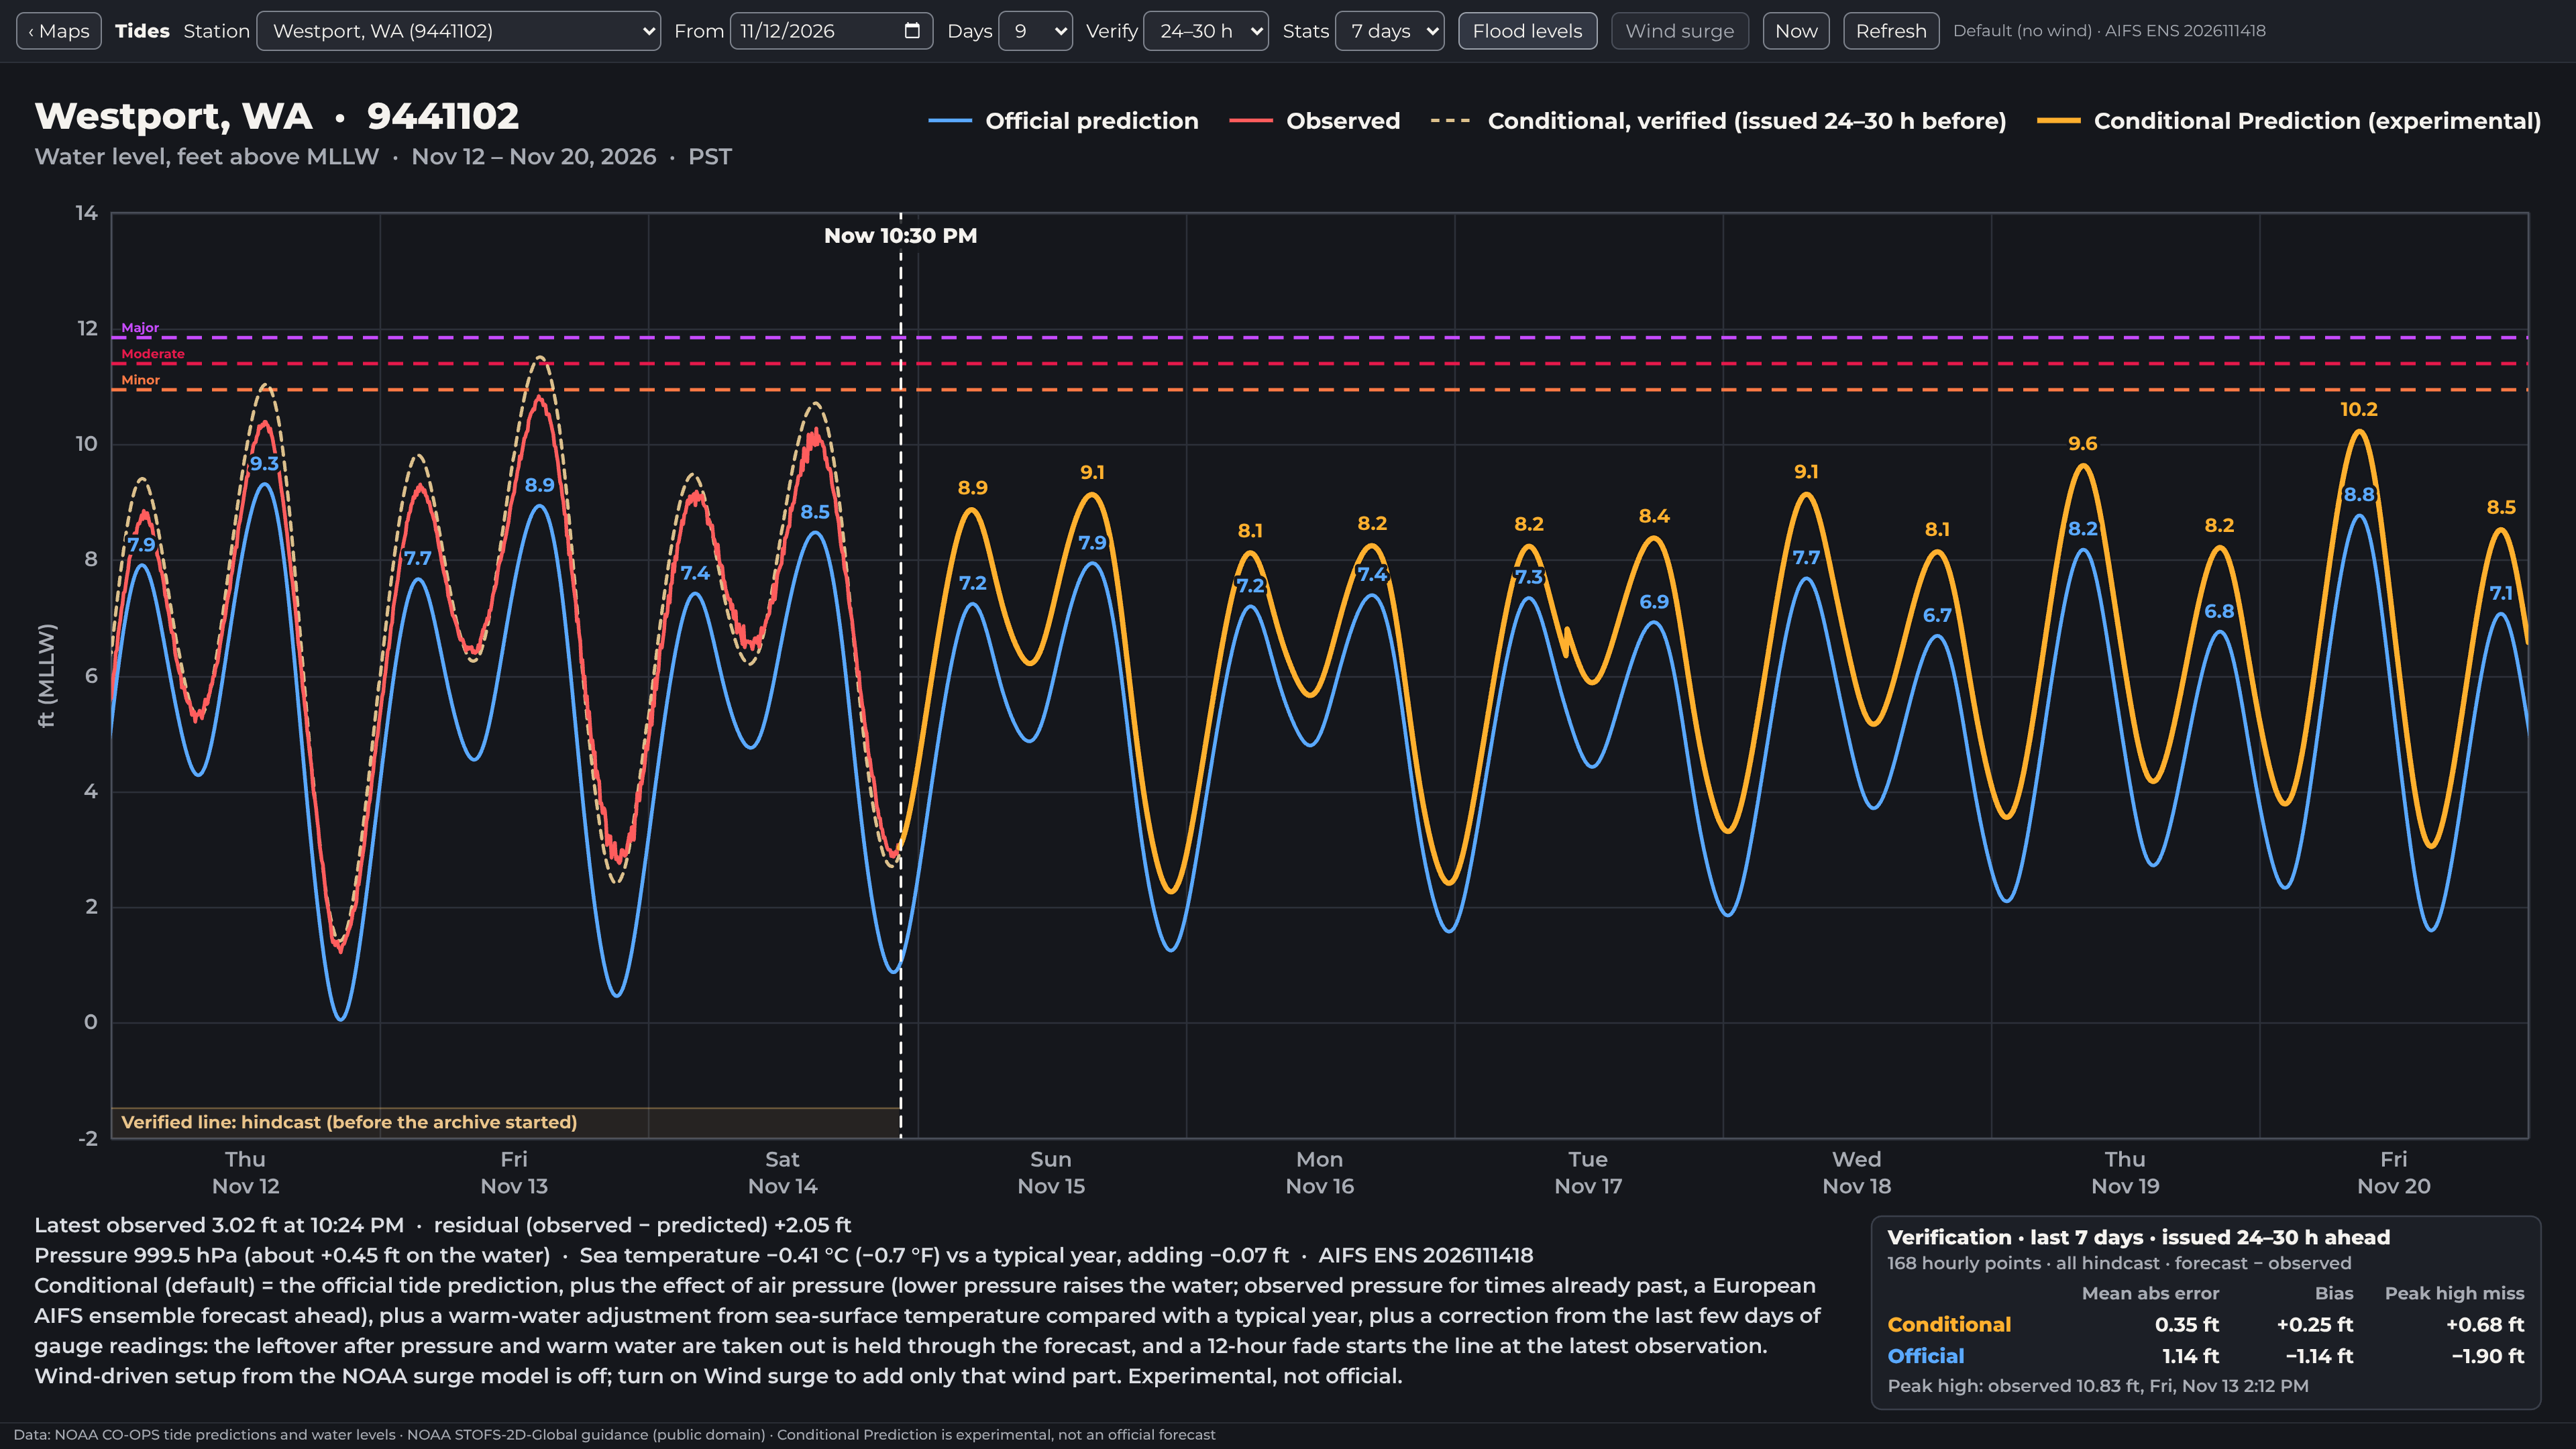 ‹ Maps Tides Station Westport, WA (9441102) From 11/12/2026 Days 9 Verify 24–30 h Stats 7 days Flood levels Wind surge Now Refresh Default (no wind) · AIFS ENS 2026111418
Westport, WA · 9441102
Water level, feet above MLLW · Nov 12 – Nov 20, 2026 · PST
Official prediction Observed Conditional, verified (issued 24–30 h before) Conditional Prediction (experimental)
Now 10:30 PM
14
12
10
8
6
4
2
0
-2
ft (MLLW)
Major
Moderate
Minor
7.9 9.3 7.7 8.9 7.4 8.5
8.9 9.1 8.1 8.2 8.2 8.4 9.1 8.1 9.6 8.2 10.2 8.5
7.2 7.9 7.2 7.4 7.3 6.9 7.7 6.7 8.2 6.8 8.8 7.1
Verified line: hindcast (before the archive started)
Thu Fri Sat Sun Mon Tue Wed Thu Fri
Nov 12 Nov 13 Nov 14 Nov 15 Nov 16 Nov 17 Nov 18 Nov 19 Nov 20
Latest observed 3.02 ft at 10:24 PM · residual (observed − predicted) +2.05 ft
Pressure 999.5 hPa (about +0.45 ft on the water) · Sea temperature −0.41 °C (−0.7 °F) vs a typical year, adding −0.07 ft · AIFS ENS 2026111418
Conditional (default) = the official tide prediction, plus the effect of air pressure (lower pressure raises the water; observed pressure for times already past, a European
AIFS ensemble forecast ahead), plus a warm-water adjustment from sea-surface temperature compared with a typical year, plus a correction from the last few days of
gauge readings: the leftover after pressure and warm water are taken out is held through the forecast, and a 12-hour fade starts the line at the latest observation.
Wind-driven setup from the NOAA surge model is off; turn on Wind surge to add only that wind part. Experimental, not official.
Verification · last 7 days · issued 24–30 h ahead
168 hourly points · all hindcast · forecast − observed
Mean abs error Bias Peak high miss
Conditional 0.35 ft +0.25 ft +0.68 ft
Official 1.14 ft −1.14 ft −1.90 ft
Peak high: observed 10.83 ft, Fri, Nov 13 2:12 PM
Data: NOAA CO-OPS tide predictions and water levels · NOAA STOFS-2D-Global guidance (public domain) · Conditional Prediction is experimental, not an official forecast